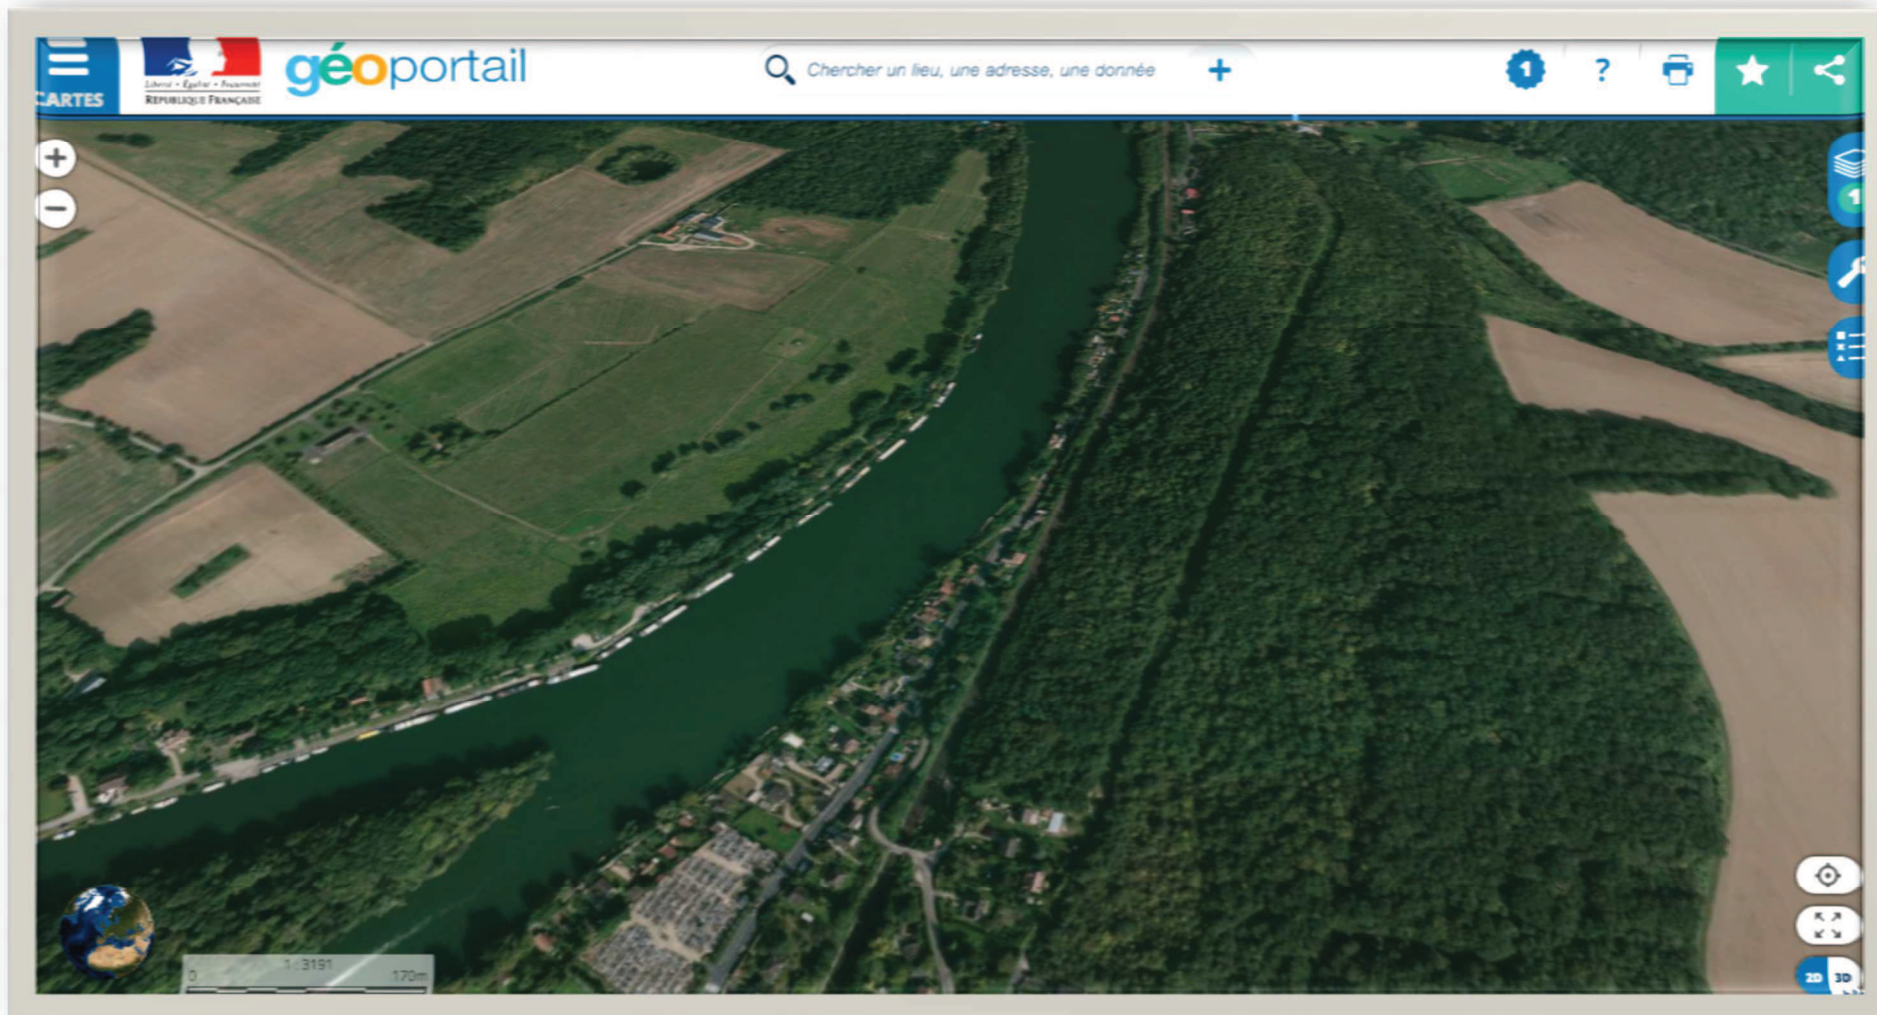 CARTES
Liberté • Égalité • Fraternité
RÉPUBLIQUE FRANÇAISE
géoportail
Chercher un lieu, une adresse, une donnée
1
?
1
1:3191
0
170m
2D 3D